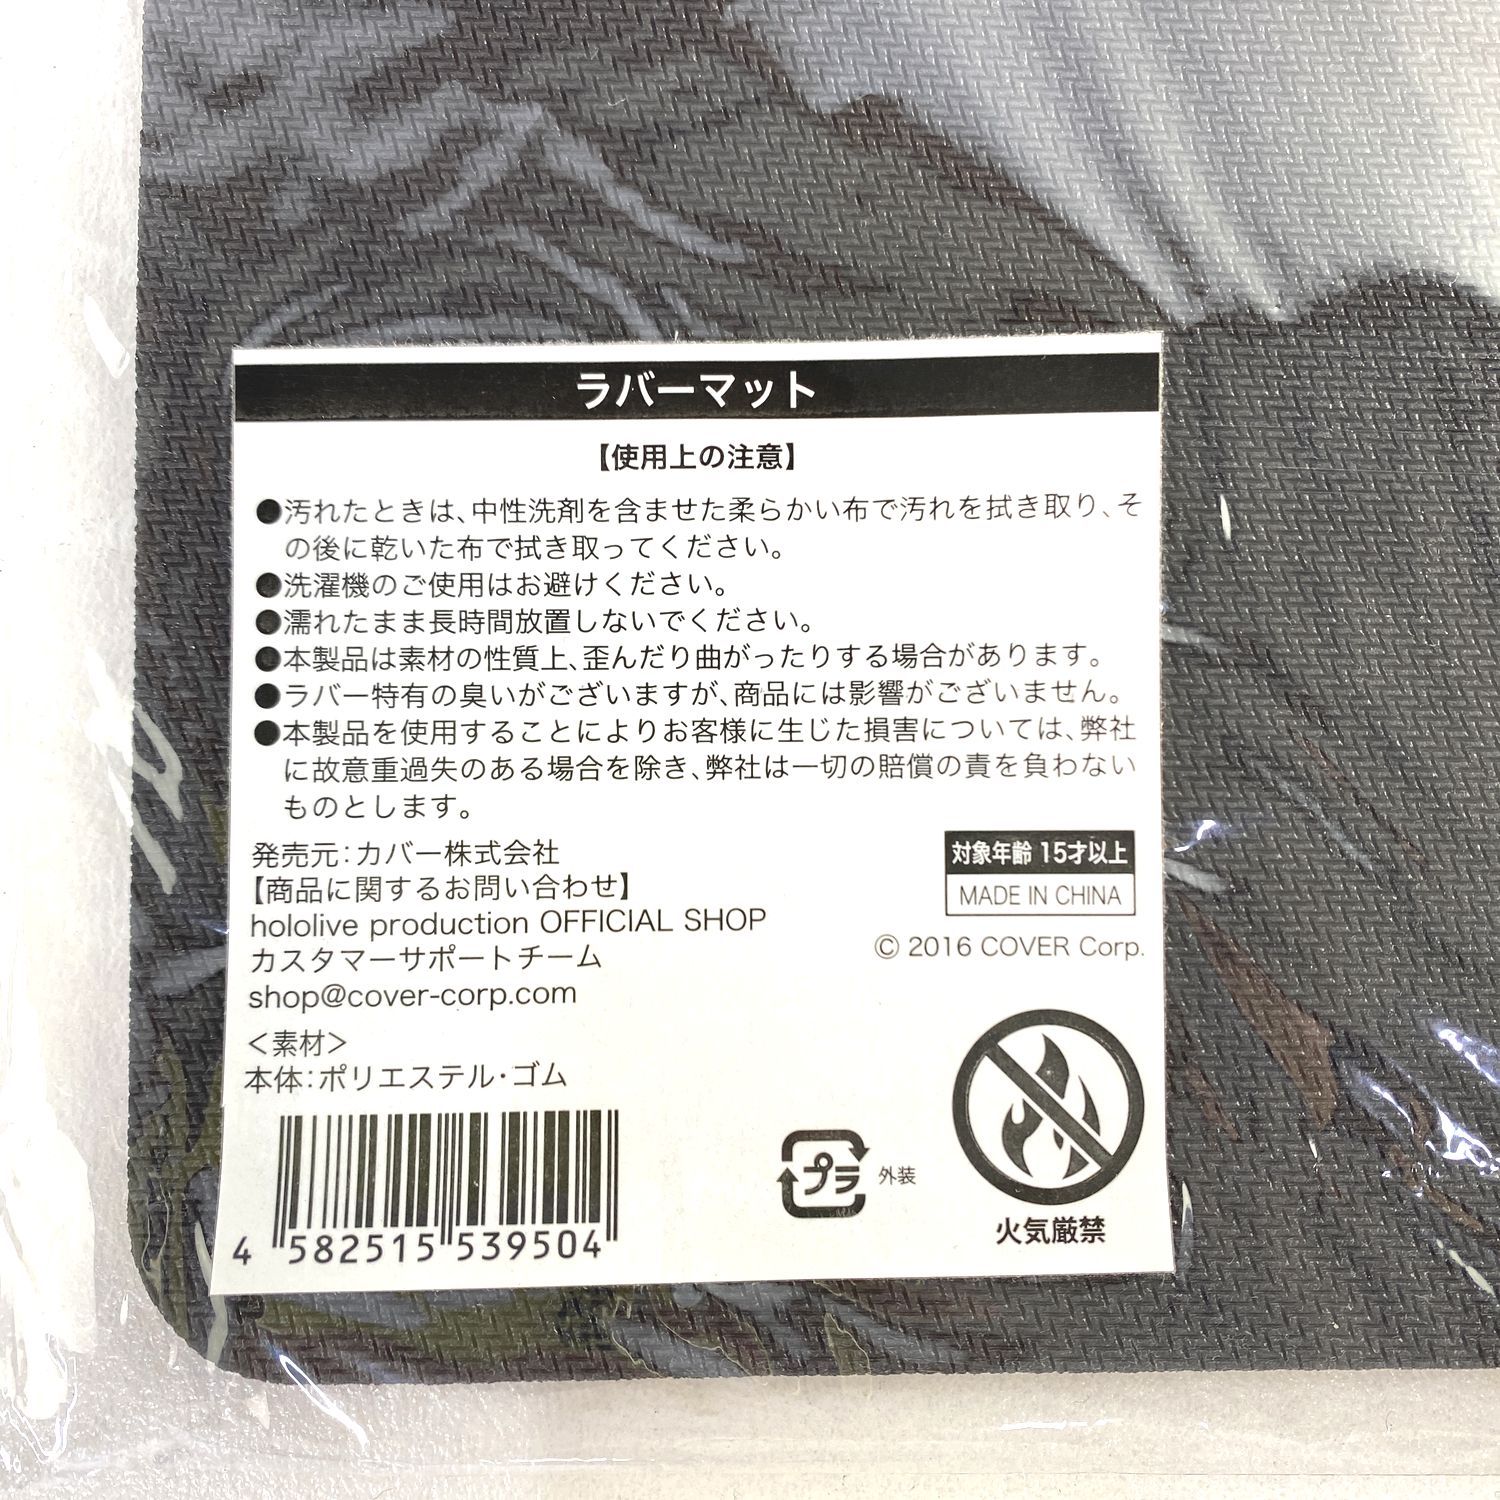 ラバーマット
【使用上の注意】
●汚れたときは、中性洗剤を含ませた柔らかい布で汚れを拭き取り、そ
の後に乾いた布で拭き取ってください。
●洗濯機のご使用はお避けください。
●濡れたまま長時間放置しないでください。
●本製品は素材の性質上、歪んだり曲がったりする場合があります。
●ラバー特有の臭いがございますが、商品には影響がございません。
●本製品を使用することによりお客様に生じた損害については、弊社
に故意重過失のある場合を除き、弊社は一切の賠償の責を負わない
ものとします。
発売元：カバー株式会社
【商品に関するお問い合わせ】
hololive production OFFICIAL SHOP
カスタマーサポートチーム
shop@cover-corp.com
＜素材＞
本体：ポリエステル・ゴム
4 582515 539504
対象年齢 15才以上
MADE IN CHINA
© 2016 COVER Corp.
プラ 外装
火気厳禁